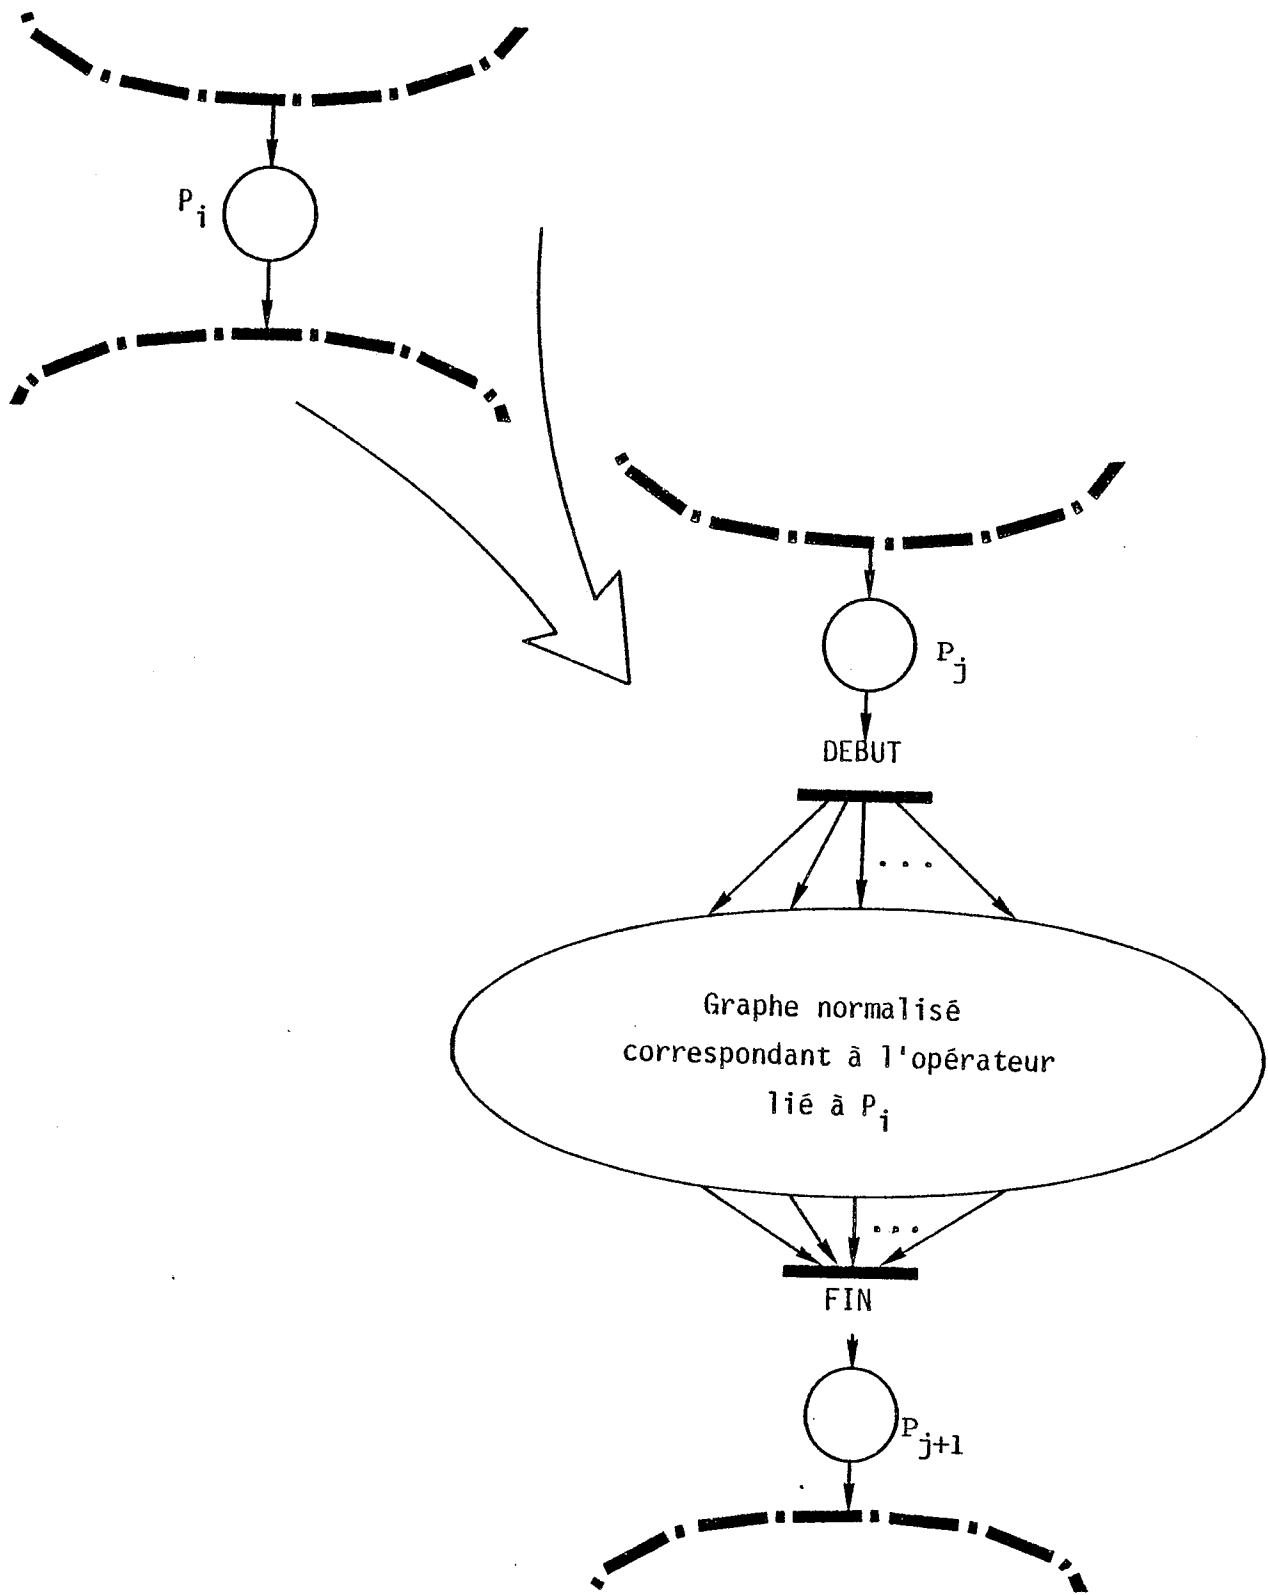 Pi
Pj
DEBUT
...
Graphe normalisé
correspondant à l'opérateur
lié à Pi
...
FIN
Pj+1